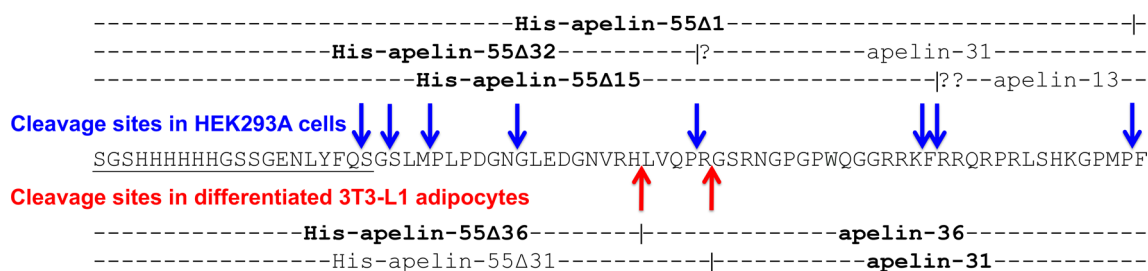 ------------------------------His-apelin-55Δ1-----------------------------|-
-----------------His-apelin-55Δ32----------|?-----------apelin-31-----------
-----------------------His-apelin-55Δ15---------------------|??--apelin-13--
Cleavage sites in HEK293A cells
SGSHHHHHHGSSGENLYFQSGSLMPLPDGNGLEDGNVRHLVQPRGSRNGPGPWQGGRRKFRRQRPRLSHKGPMPF
Cleavage sites in differentiated 3T3-L1 adipocytes
---------------His-apelin-55Δ36--------|--------------apelin-36-------------
-----------------His-apelin-55Δ31-----------|-----------apelin-31-----------